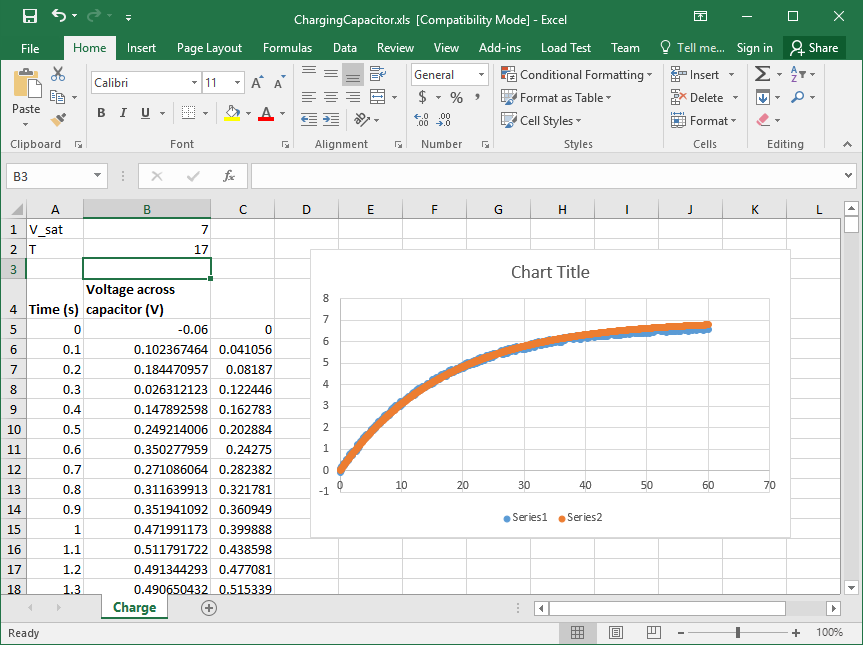 ChargingCapacitor.xls [Compatibility Mode] - Excel
File Home Insert Page Layout Formulas Data Review View Add-ins Load Test Team Tell me... Sign in Share
Paste Calibri 11 General Conditional Formatting Insert
B I U A $ % , Format as Table Delete
Cell Styles Format
Clipboard Font Alignment Number Styles Cells Editing
B3 fx
A B C D E F G H I J K L
1 V_sat 7
2 T 17
3
4 Time (s) Voltage across capacitor (V)
5 0 -0.06 0
6 0.1 0.102367464 0.041056
7 0.2 0.184470957 0.08187
8 0.3 0.026312123 0.122446
9 0.4 0.147892598 0.162783
10 0.5 0.249214006 0.202884
11 0.6 0.350277959 0.24275
12 0.7 0.271086064 0.282382
13 0.8 0.311639913 0.321781
14 0.9 0.351941092 0.360949
15 1 0.471991173 0.399888
16 1.1 0.511791722 0.438598
17 1.2 0.491344293 0.477081
18 1.3 0.490650432 0.515339
Chart Title
8
7
6
5
4
3
2
1
0
-1
0 10 20 30 40 50 60 70
Series1 Series2
Charge
Ready 100%